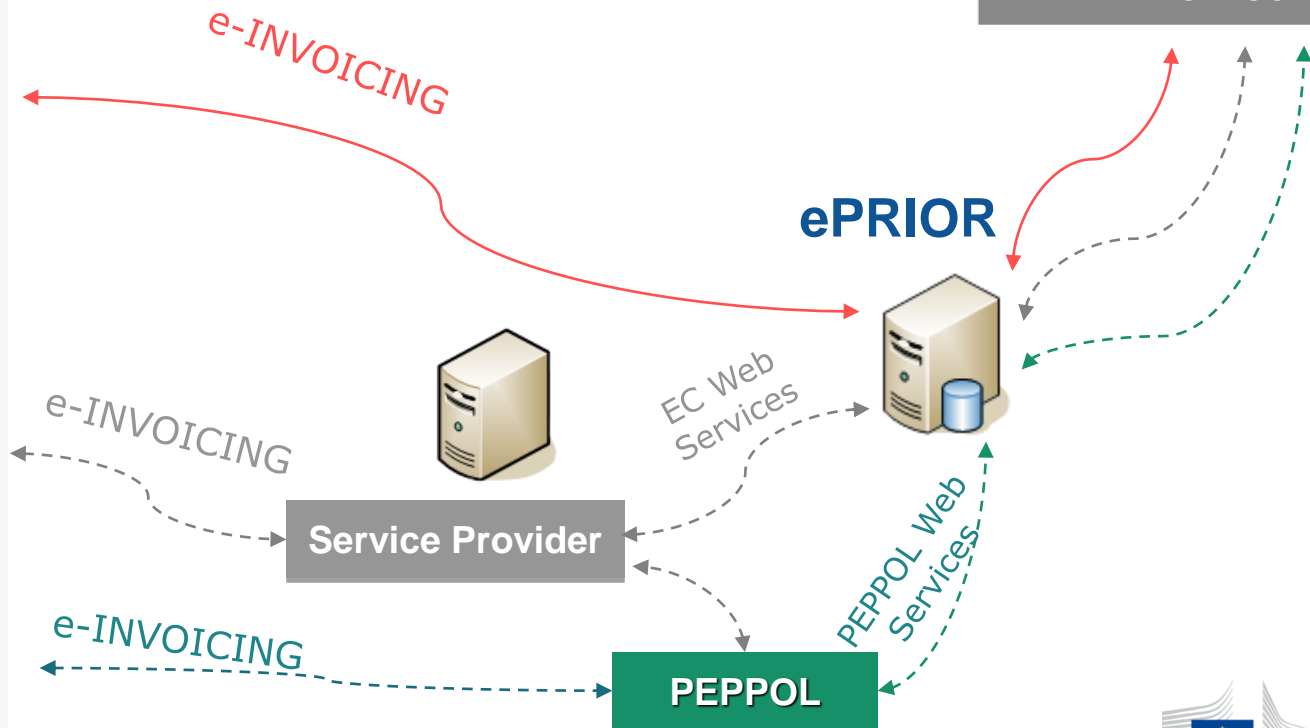 e-INVOICING
ePRIOR
EC Web
Services
e-INVOICING
Service Provider
PEPPOL Web
Services
e-INVOICING
PEPPOL